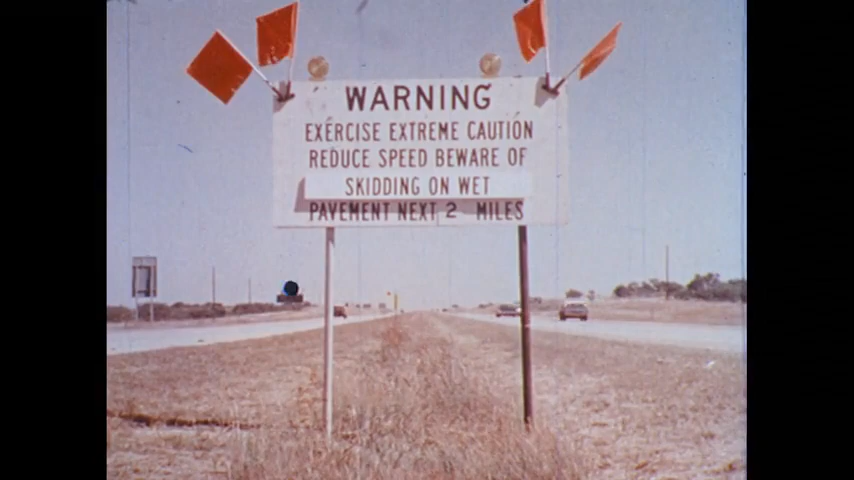 WARNING
EXERCISE EXTREME CAUTION
REDUCE SPEED BEWARE OF
SKIDDING ON WET
PAVEMENT NEXT 2 MILES